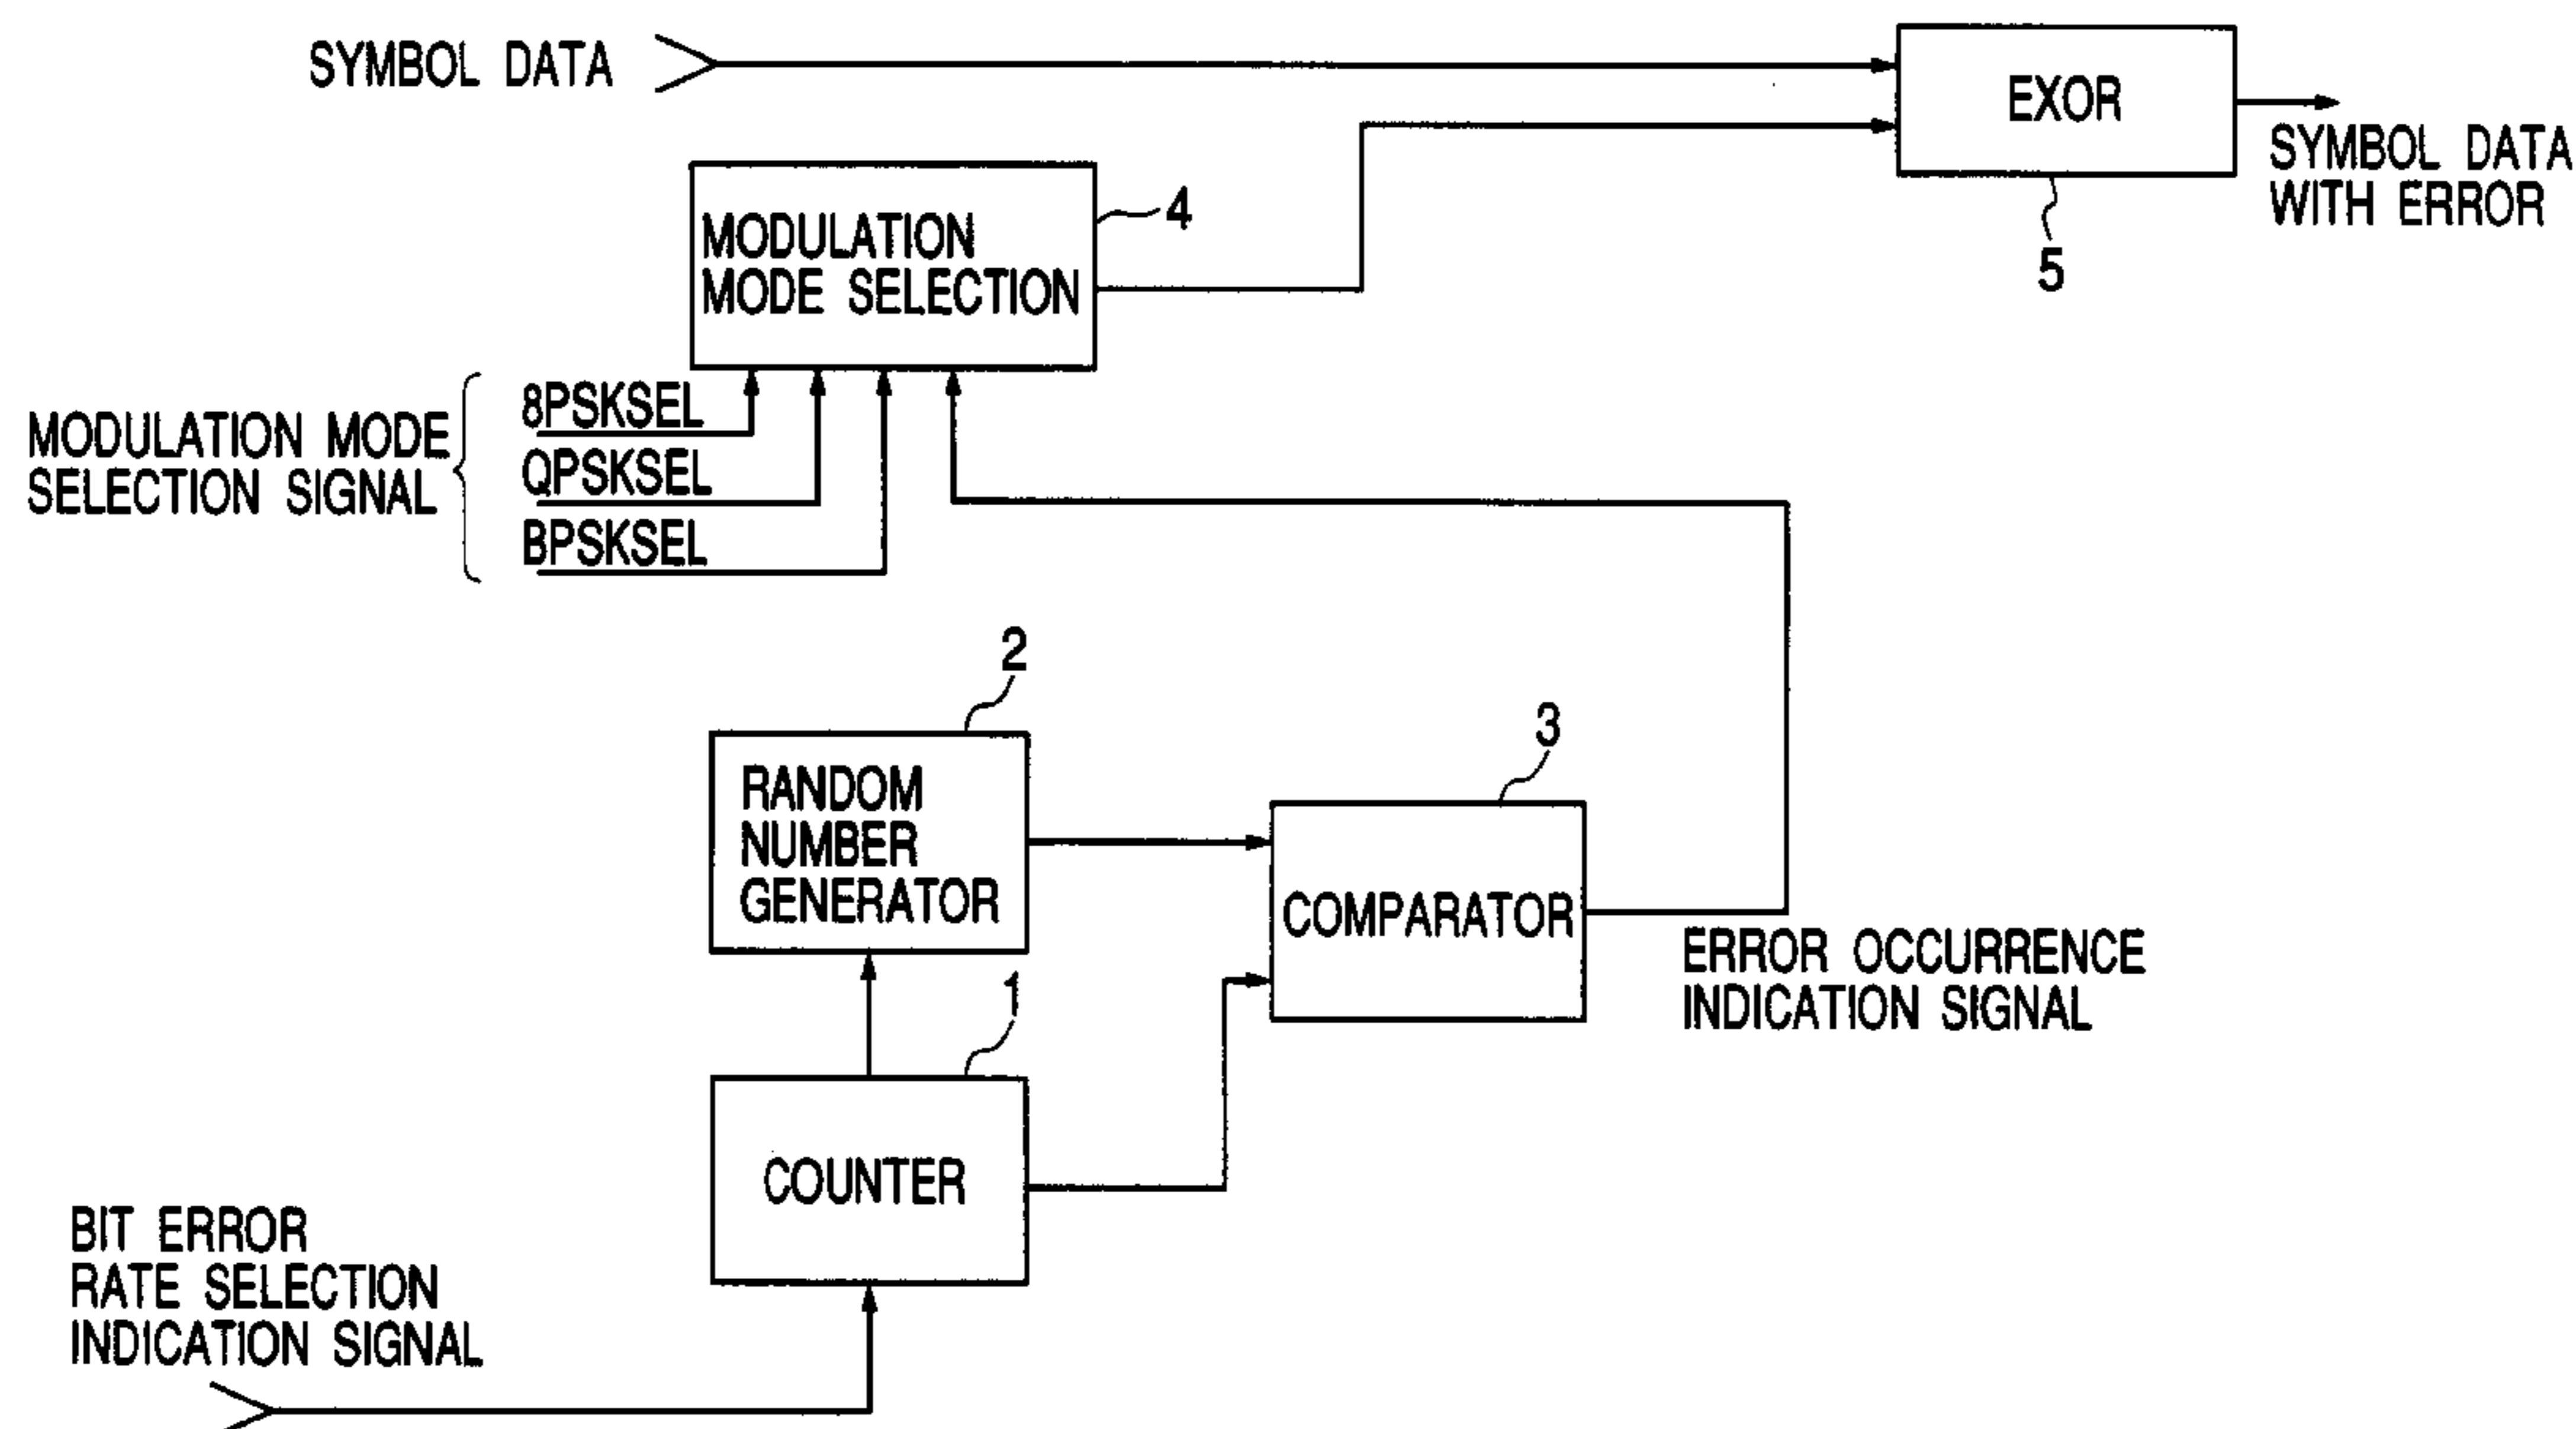 SYMBOL DATA
EXOR
SYMBOL DATA
WITH ERROR
5
MODULATION
MODE SELECTION
4
MODULATION MODE
SELECTION SIGNAL
8PSKSEL
QPSKSEL
BPSKSEL
2
RANDOM
NUMBER
GENERATOR
3
COMPARATOR
ERROR OCCURRENCE
INDICATION SIGNAL
1
COUNTER
BIT ERROR
RATE SELECTION
INDICATION SIGNAL